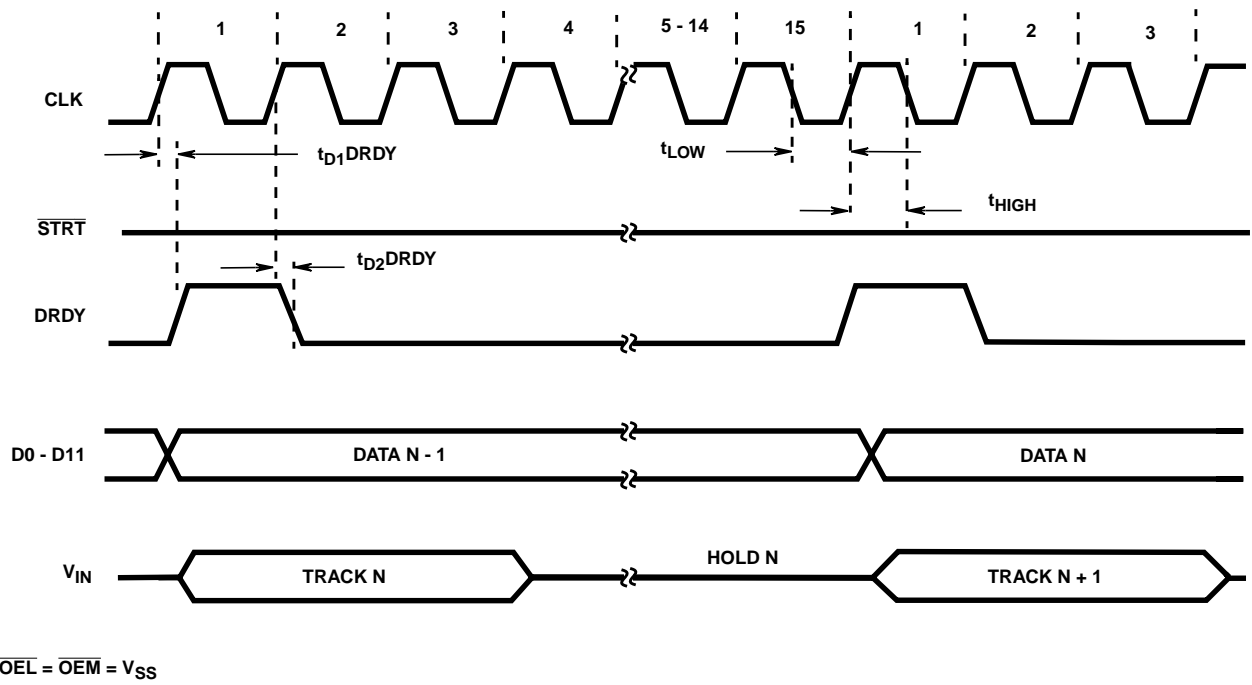 1 2 3 4 5 - 14 15 1 2 3
CLK
tD1DRDY
tLOW
tHIGH
STRT
tD2DRDY
DRDY
D0 - D11
DATA N - 1
DATA N
HOLD N
VIN
TRACK N
TRACK N + 1
OEL = OEM = VSS